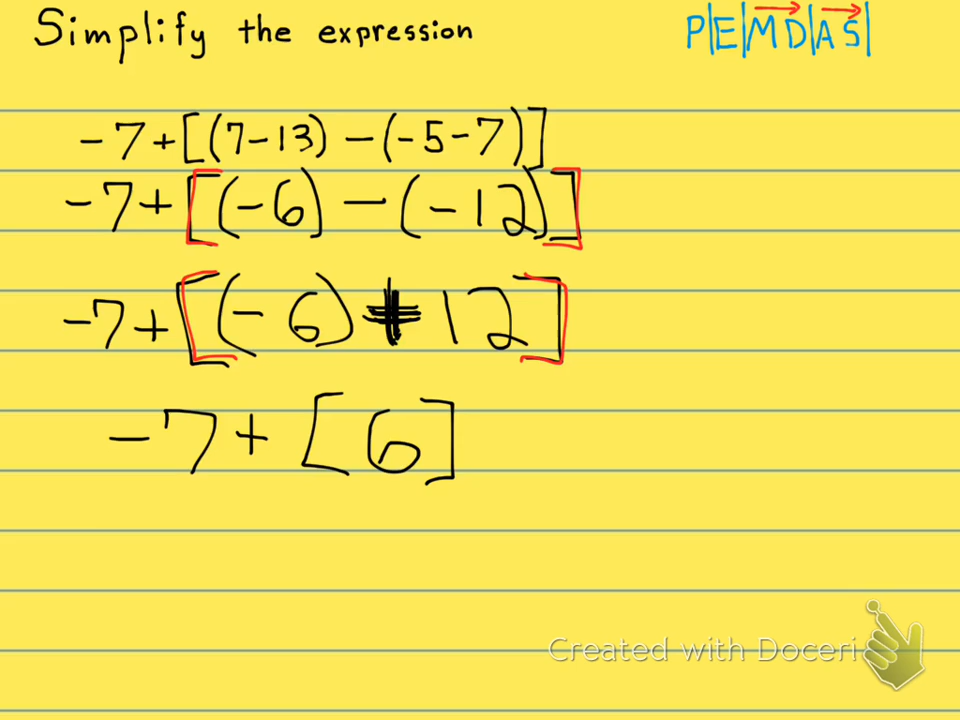 Simplify the expression
P|E|M D|A S|
-7+[(7-13)-(-5-7)]
-7+[(-6)-(-12)]
-7+[(-6)+12]
-7+[6]
Created with Doceri